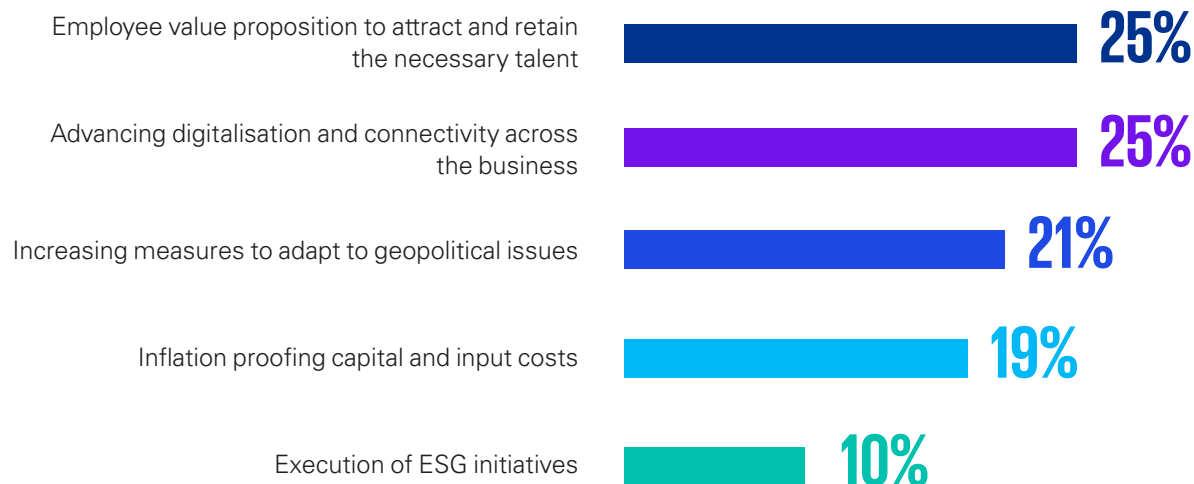 Employee value proposition to attract and retain
the necessary talent
25%
Advancing digitalisation and connectivity across
the business
25%
Increasing measures to adapt to geopolitical issues
21%
Inflation proofing capital and input costs
19%
Execution of ESG initiatives
10%